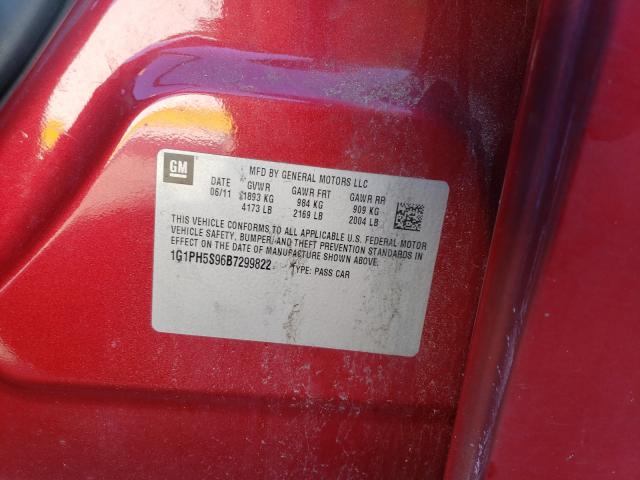 GM
MFD BY GENERAL MOTORS LLC
DATE GVWR GAWR FRT GAWR RR
06/11 1893 KG 984 KG 909 KG
4173 LB 2169 LB 2004 LB
THIS VEHICLE CONFORMS TO ALL APPLICABLE U.S. FEDERAL MOTOR
VEHICLE SAFETY, BUMPER, AND THEFT PREVENTION STANDARDS IN
EFFECT ON THE DATE OF MANUFACTURE SHOWN ABOVE.
1G1PH5S96B7299822 TYPE: PASS CAR